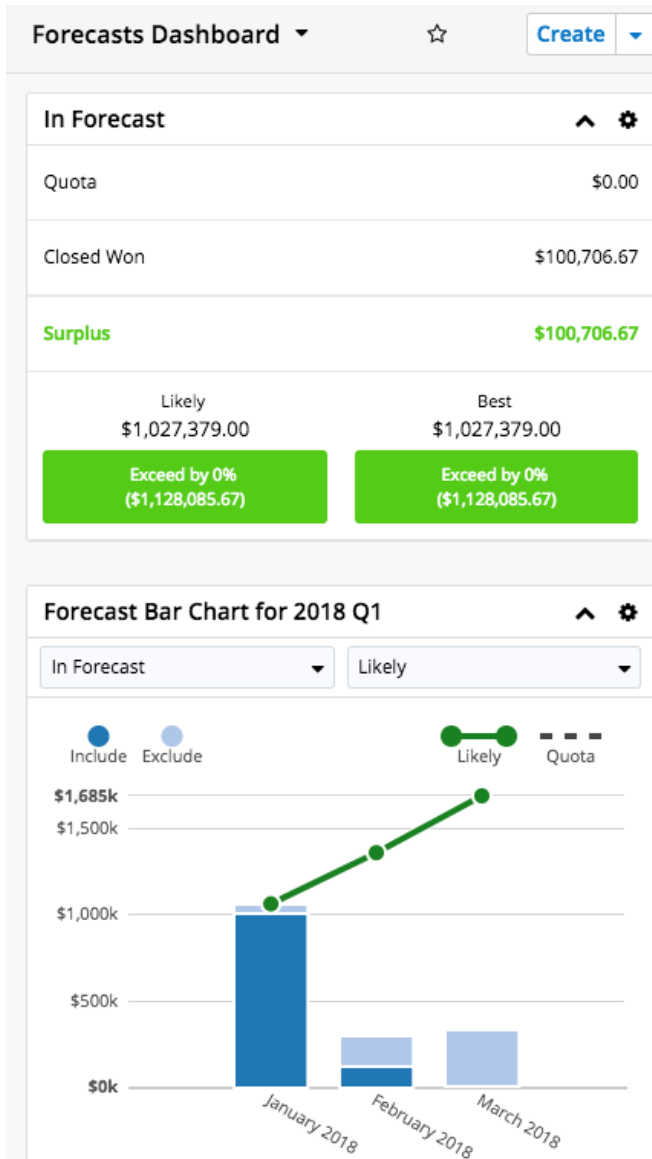 Forecasts Dashboard
Create
In Forecast
Quota $0.00
Closed Won $100,706.67
Surplus $100,706.67
Likely Best
$1,027,379.00 $1,027,379.00
Exceed by 0% Exceed by 0%
($1,128,085.67) ($1,128,085.67)
Forecast Bar Chart for 2018 Q1
In Forecast Likely
Include Exclude Likely Quota
$1,685k
$1,500k
$1,000k
$500k
$0k
January 2018 February 2018 March 2018